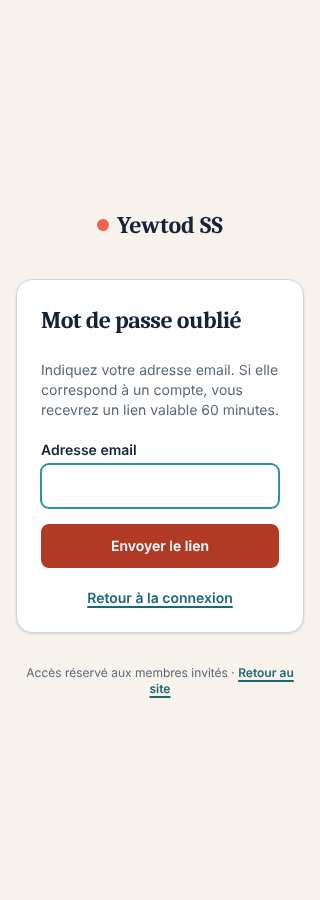 Yewtod SS
Mot de passe oublié
Indiquez votre adresse email. Si elle
correspond à un compte, vous
recevrez un lien valable 60 minutes.
Adresse email
Envoyer le lien
Retour à la connexion
Accès réservé aux membres invités · Retour au
site